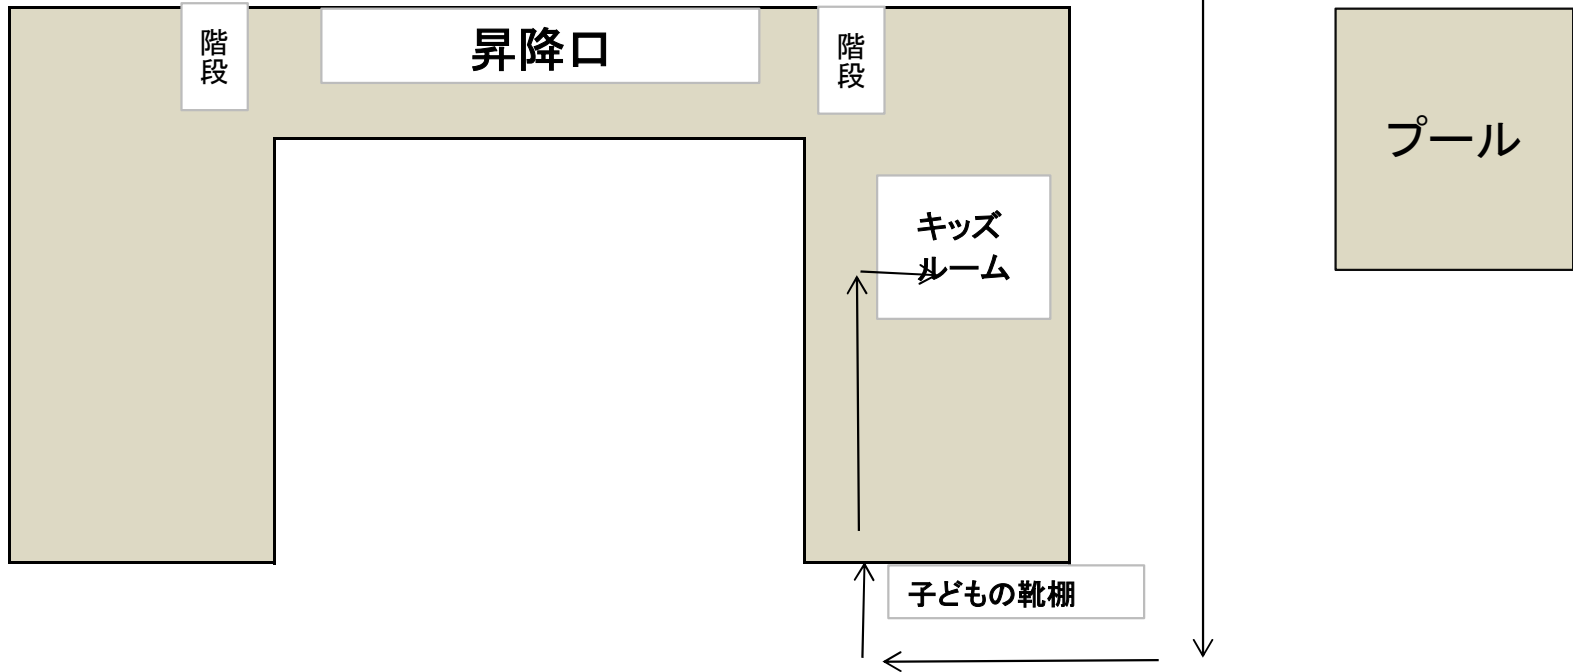 階段
昇降口
階段
プール
キッズ
ルーム
子どもの靴棚